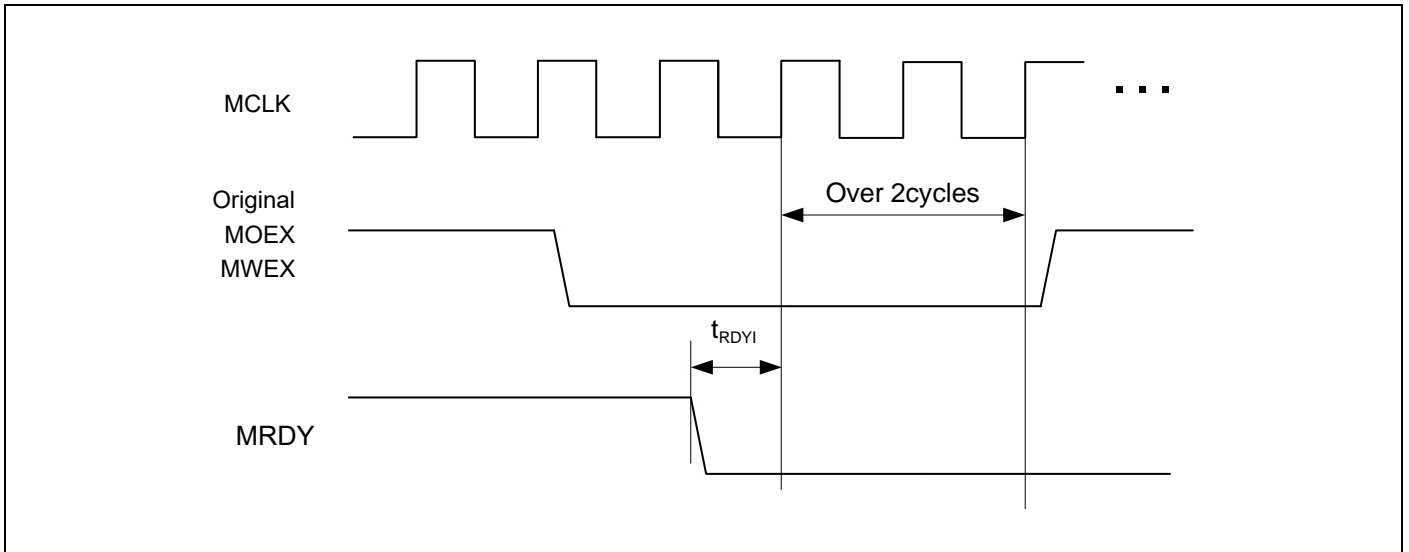 MCLK
. . .
Original
MOEX
MWEX
Over 2cycles
tRDYI
MRDY